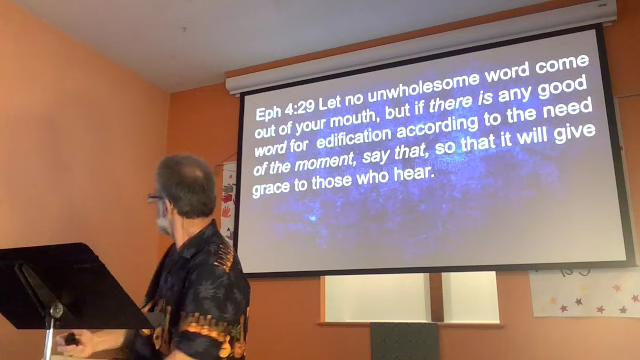 Eph 4:29 Let no unwholesome word come
out of your mouth, but if there is any good
word for edification according to the need
of the moment, say that, so that it will give
grace to those who hear.